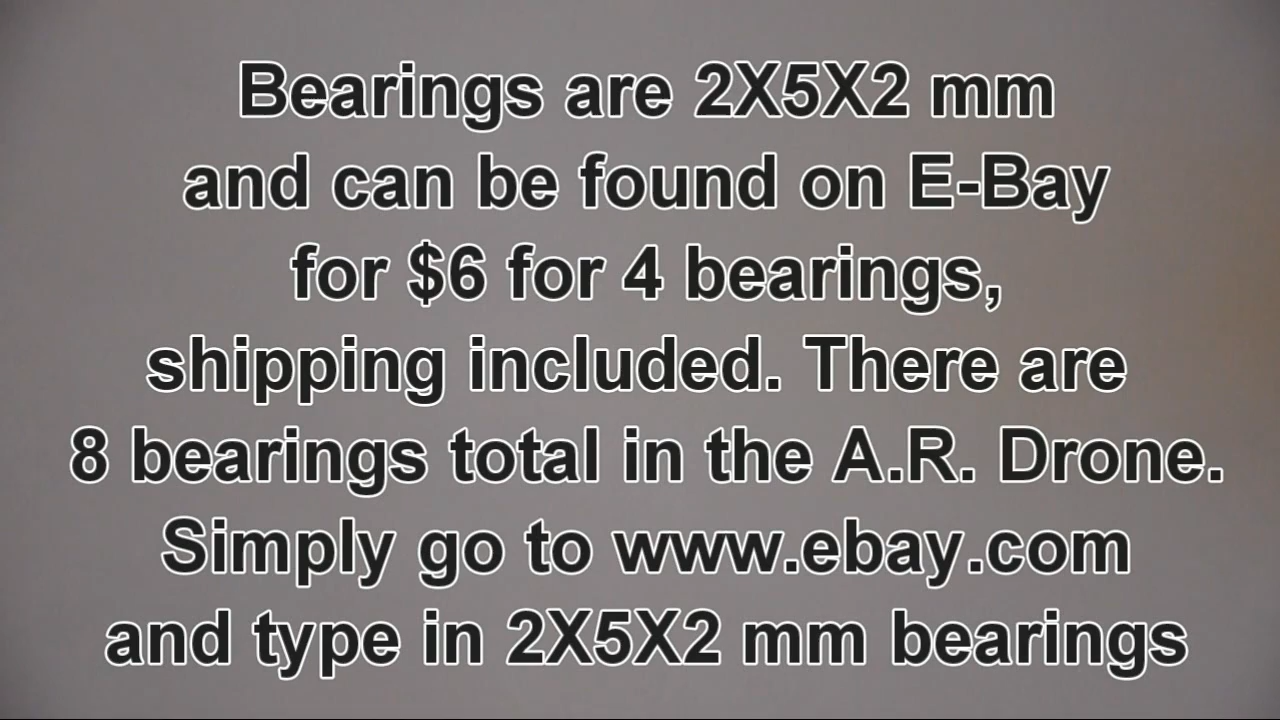 Bearings are 2X5X2 mm
and can be found on E-Bay
for $6 for 4 bearings,
shipping included. There are
8 bearings total in the A.R. Drone.
Simply go to www.ebay.com
and type in 2X5X2 mm bearings